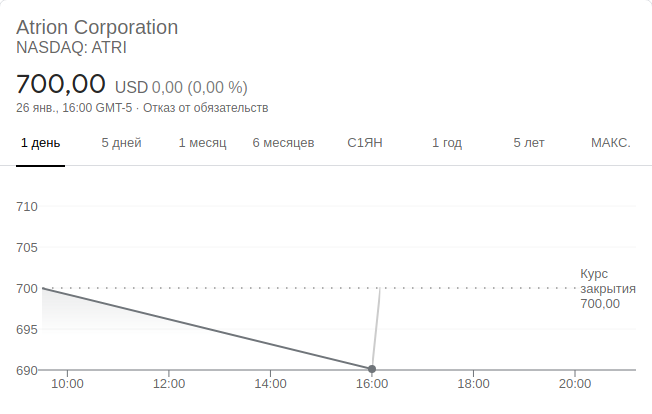 Atrion Corporation
NASDAQ: ATRI
700,00 USD 0,00 (0,00 %)
26 янв., 16:00 GMT-5 · Отказ от обязательств
1 день 5 дней 1 месяц 6 месяцев С1ЯН 1 год 5 лет МАКС.
710
705
700
695
690
Курс
закрытия
700,00
10:00 12:00 14:00 16:00 18:00 20:00